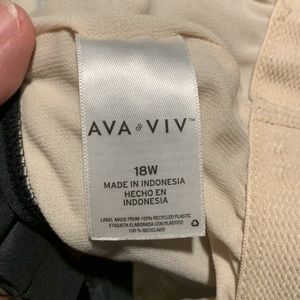 AVA & VIV™
18W
MADE IN INDONESIA
HECHO EN
INDONESIA
LABEL MADE FROM 100% RECYCLED PLASTIC
ETIQUETA ELABORADA CON PLÁSTICO
100 % RECICLADO